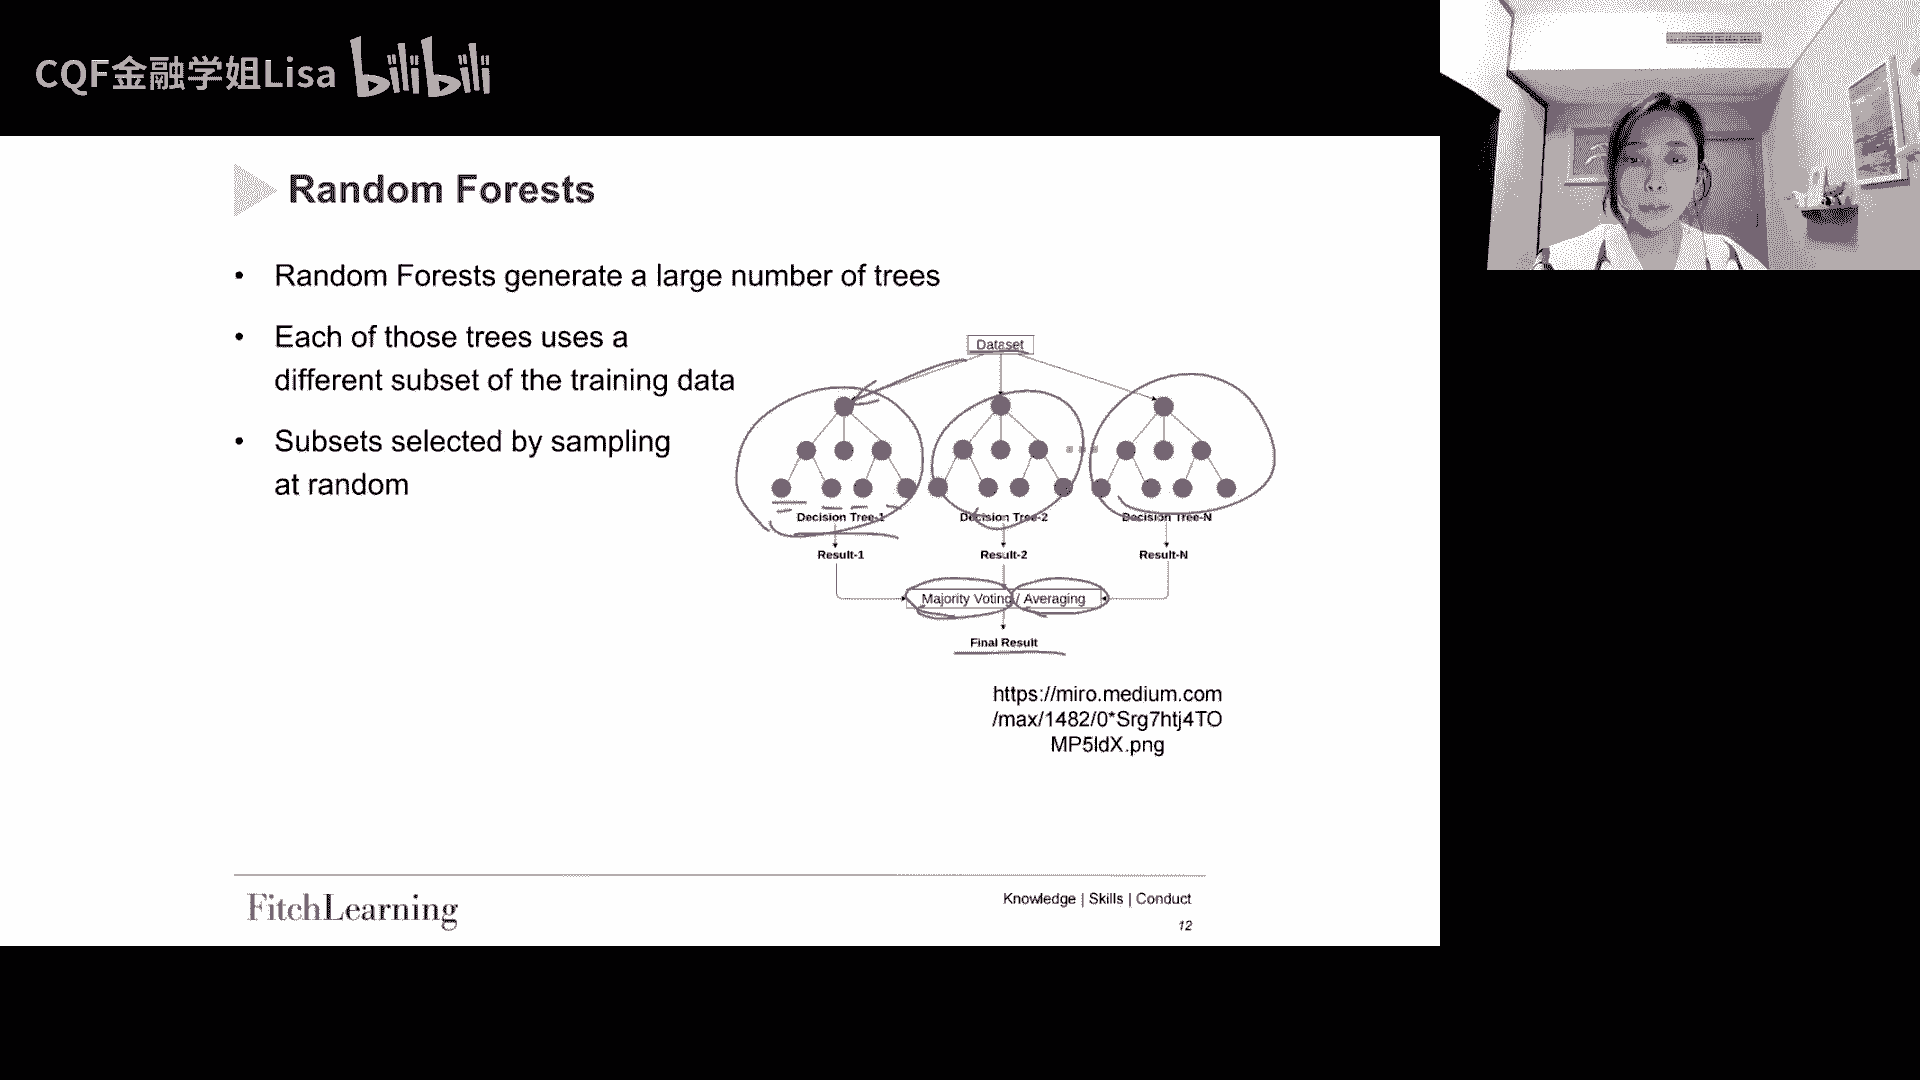 CQF金融学姐Lisa bilibili
Random Forests
• Random Forests generate a large number of trees
• Each of those trees uses a
different subset of the training data
• Subsets selected by sampling
at random
Dataset
Decision Tree-1 Decision Tree-2 Decision Tree-N
Result-1 Result-2 Result-N
Majority Voting / Averaging
Final Result
https://miro.medium.com
/max/1482/0*Srg7htj4TO
MP5ldX.png
FitchLearning
Knowledge | Skills | Conduct
12